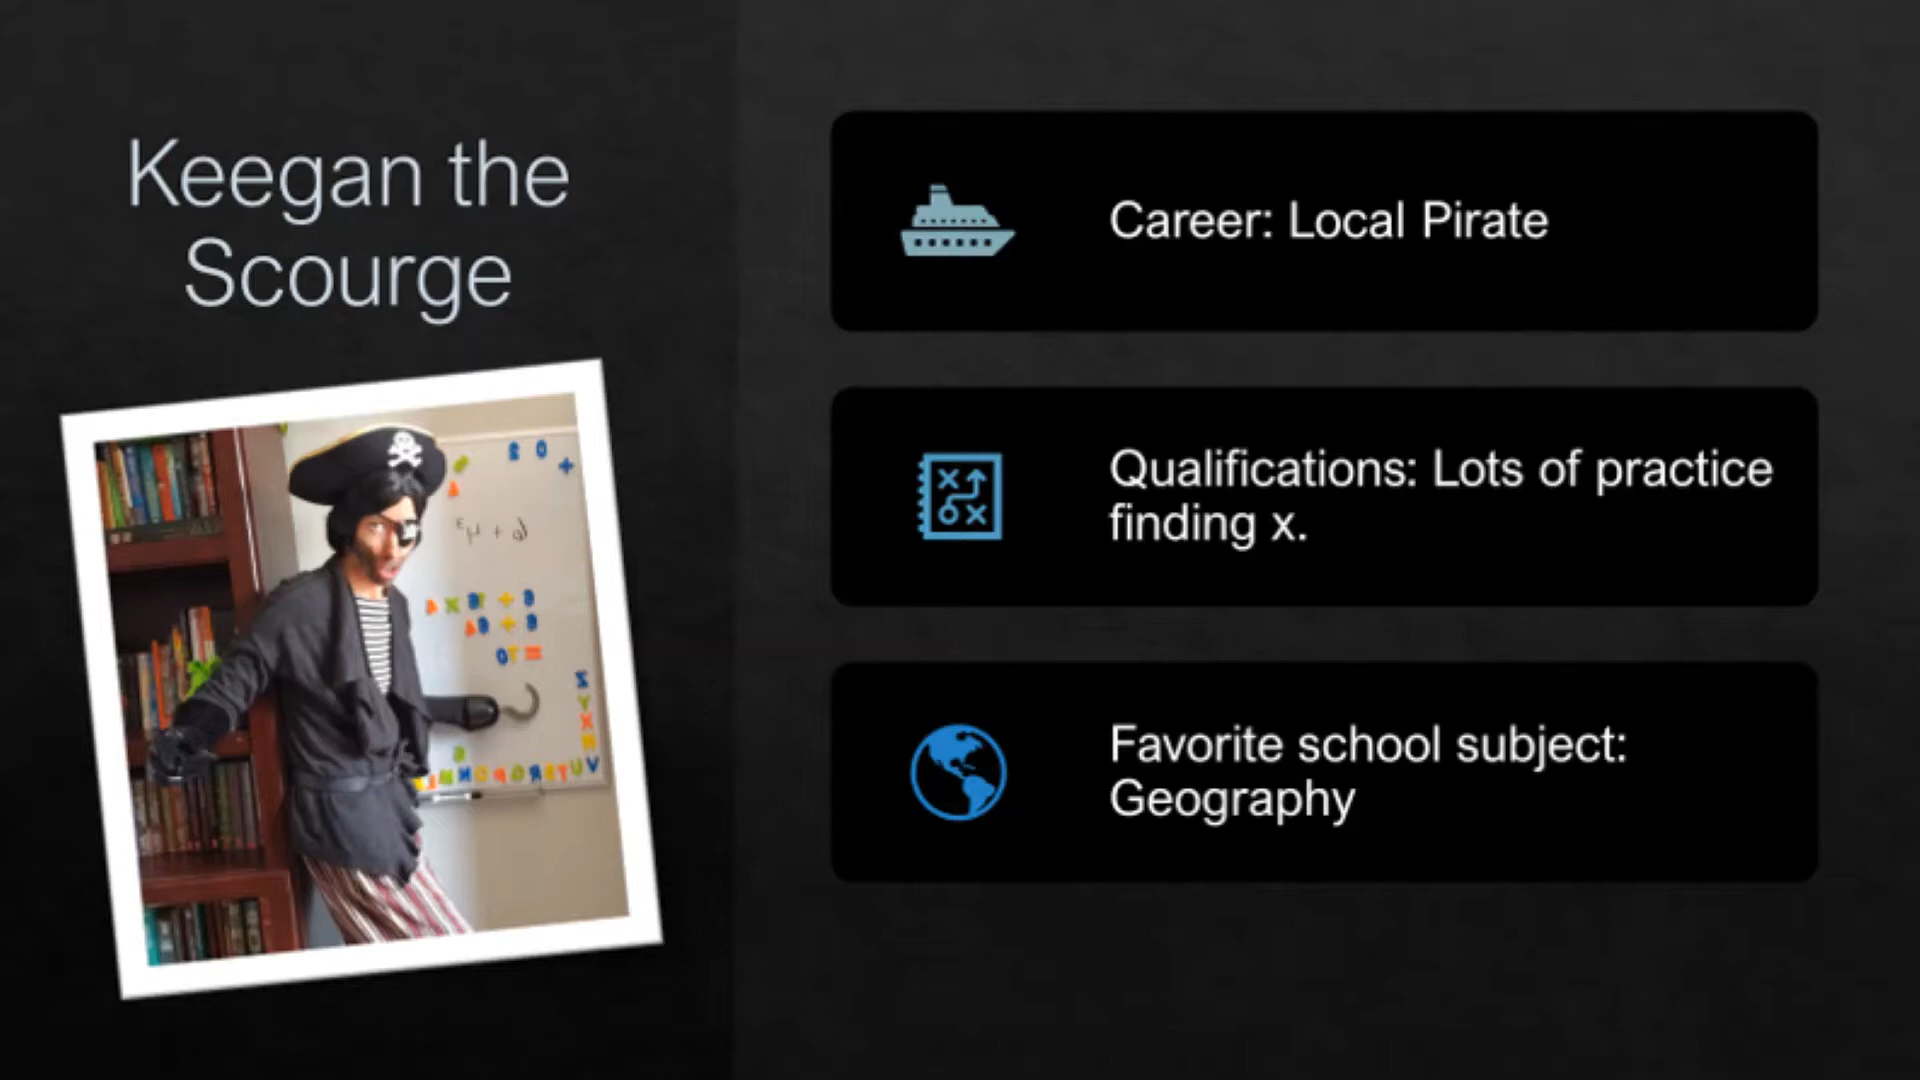 Keegan the
Scourge
Career: Local Pirate
Qualifications: Lots of practice
finding x.
Favorite school subject:
Geography